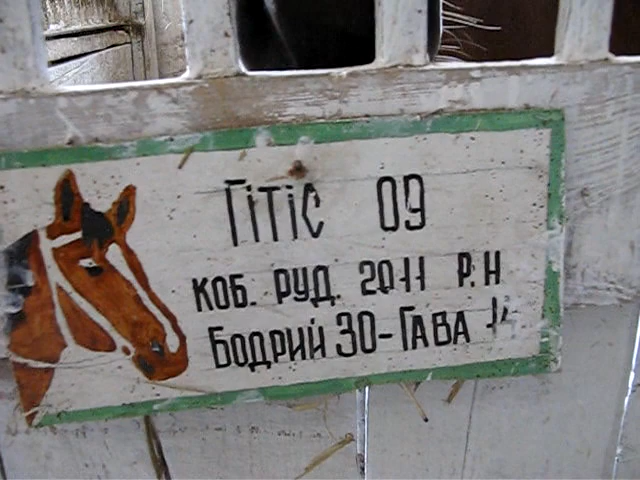 Гітіс 09
коб. руд. 2011 р.н
Бодрий 30-Гава